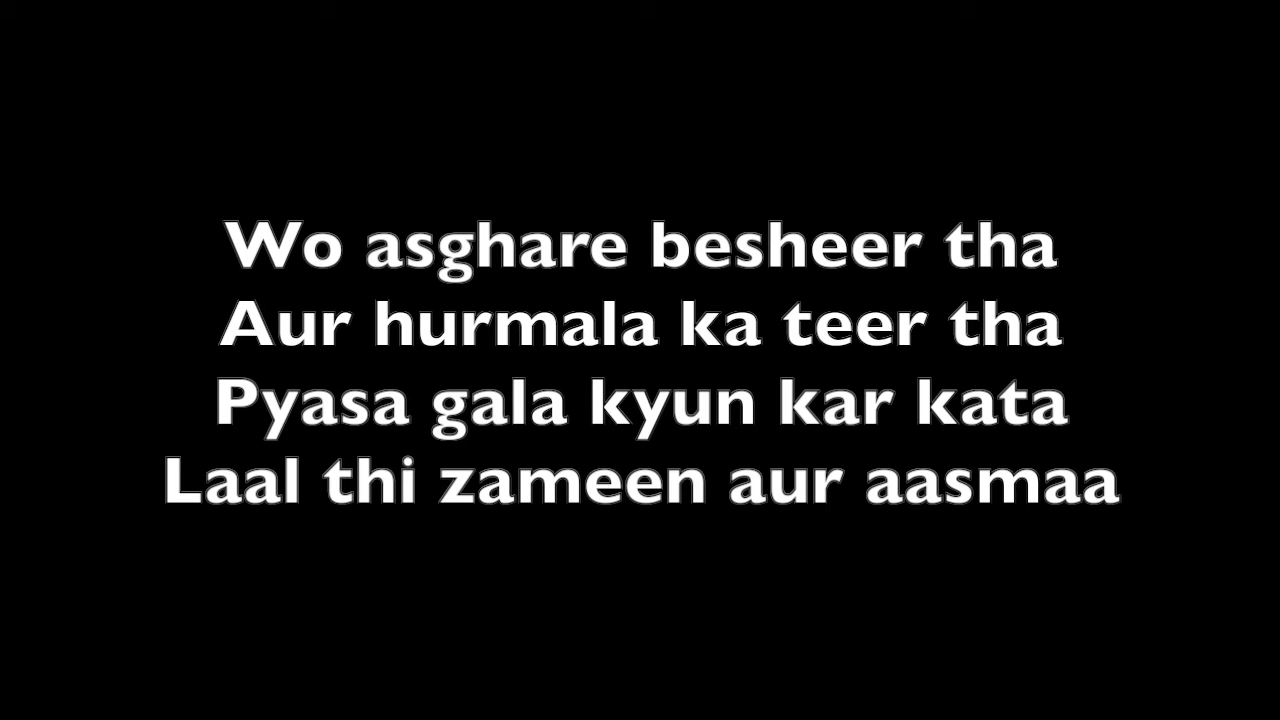 Wo asghare besheer tha
Aur hurmala ka teer tha
Pyasa gala kyun kar kata
Laal thi zameen aur aasmaa